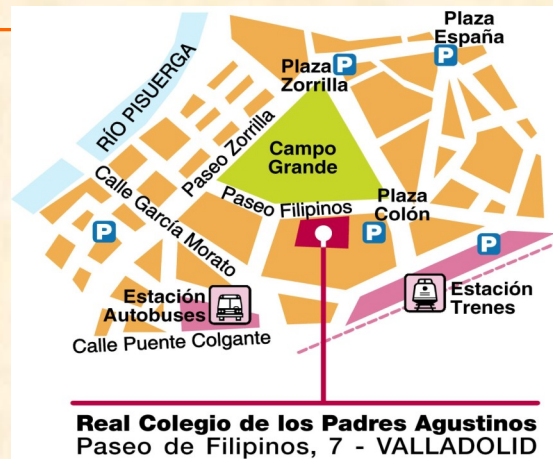 Plaza
España
P
Plaza
Zorrilla
P
RÍO PISUERGA
Paseo Zorrilla
Campo
Grande
Calle García Morato
Paseo Filipinos
Plaza
Colón
P
P
P
Estación
Autobuses
Estación
Trenes
Calle Puente Colgante
Real Colegio de los Padres Agustinos
Paseo de Filipinos, 7 - VALLADOLID